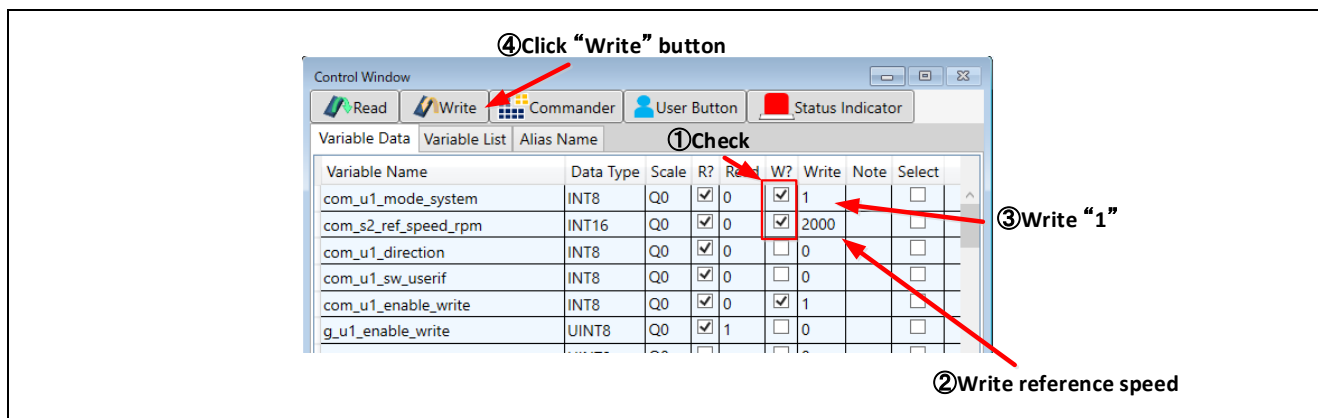 ④Click “Write” button
Control Window
Read Write Commander User Button Status Indicator
Variable Data Variable List Alias Name
①Check
Variable Name Data Type Scale R? Read W? Write Note Select
com_u1_mode_system INT8 Q0 0 1
③Write “1”
com_s2_ref_speed_rpm INT16 Q0 0 2000
com_u1_direction INT8 Q0 0 0
com_u1_sw_userif INT8 Q0 0 0
com_u1_enable_write INT8 Q0 0 1
g_u1_enable_write UINT8 Q0 1 0
②Write reference speed